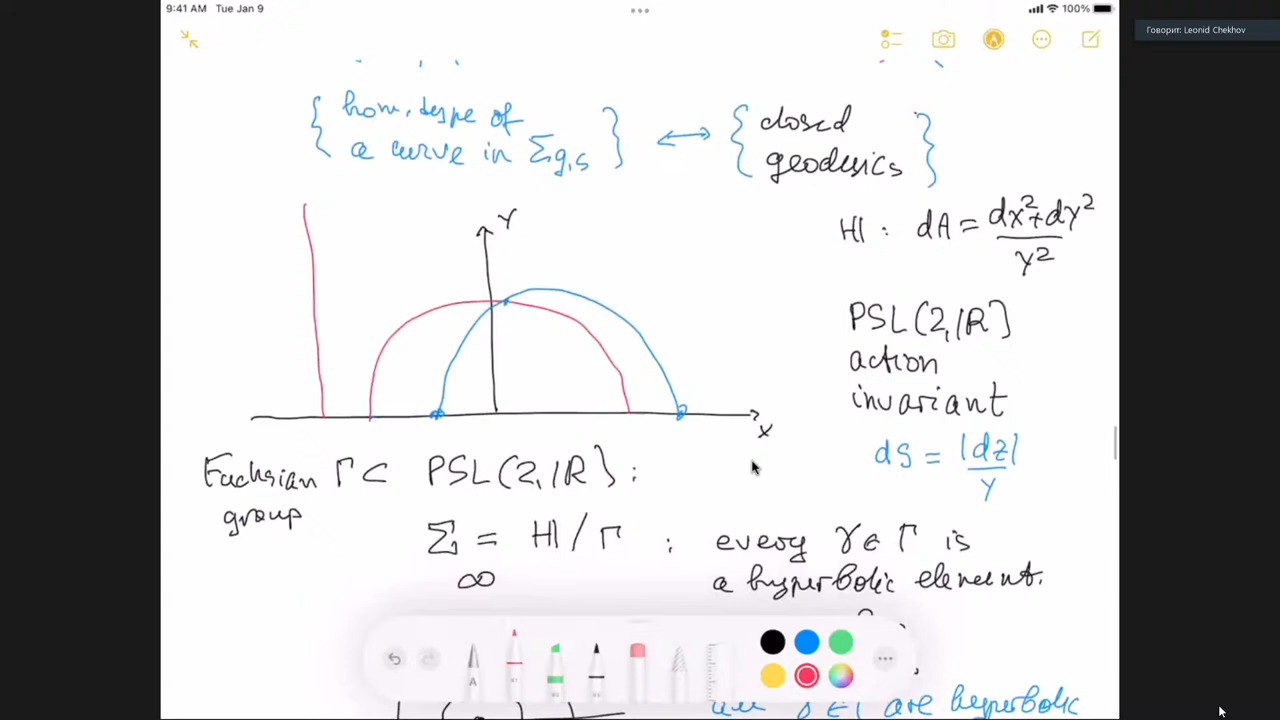 9:41 AM Tue Jan 9
100%
Говорит: Leonid Chekhov
{ hom. type of a curve in Σg,s } ↔ { closed geodesics }
Y
X
ℍ : dA = dx²+dy² / y²
PSL(2,ℝ)
action
invariant
dS = |dz| / y
Fuchsian Γ ⊂ PSL(2,ℝ) :
group
Σ = ℍ / Γ : every γ ∈ Γ is
∞ a hyperbolic element.
γ ∈ Γ are hyperbolic